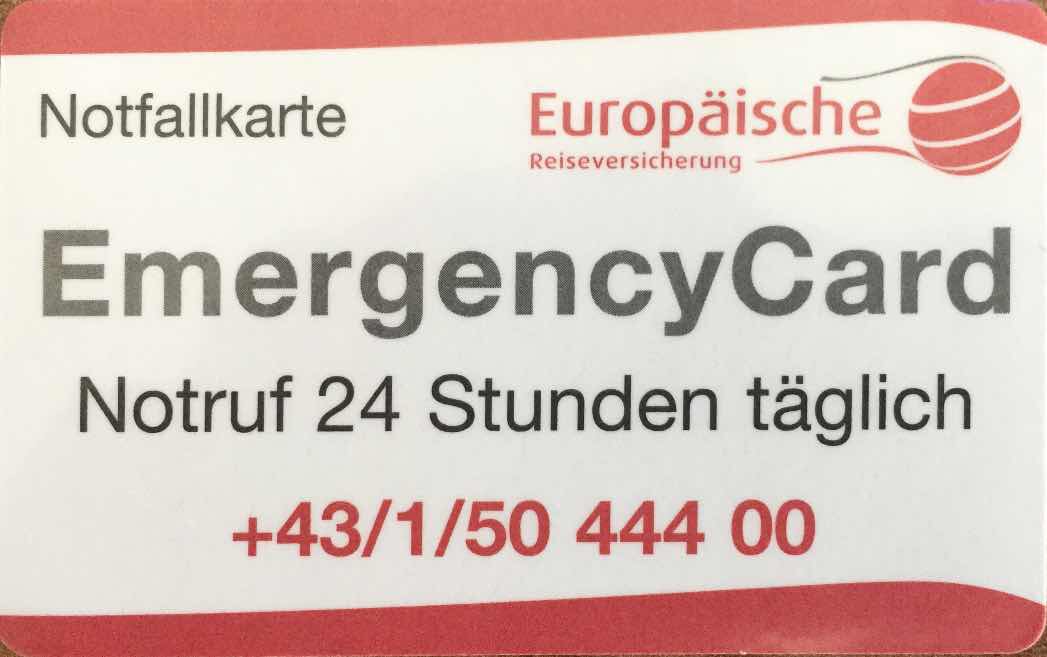 Notfallkarte
Europäische
Reiseversicherung
EmergencyCard
Notruf 24 Stunden täglich
+43/1/50 444 00